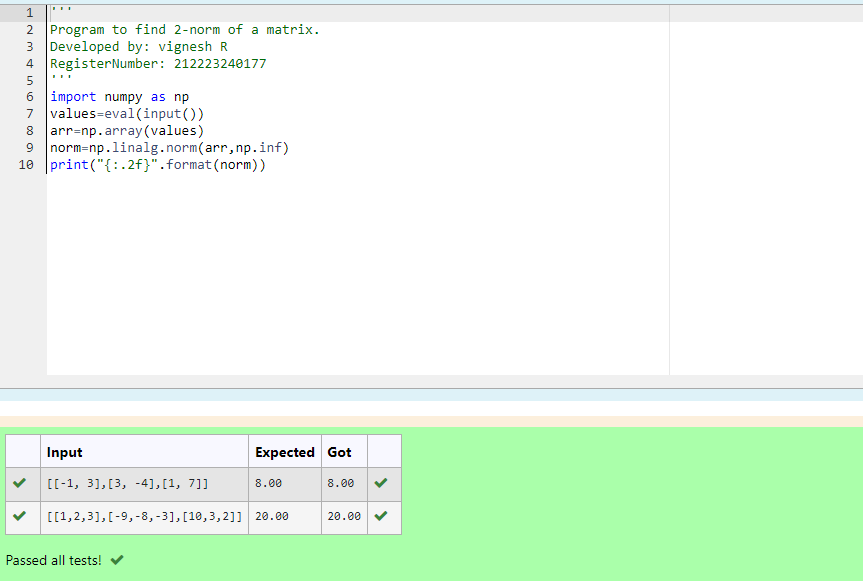 1 '''
2 Program to find 2-norm of a matrix.
3 Developed by: vignesh R
4 RegisterNumber: 212223240177
5 '''
6 import numpy as np
7 values=eval(input())
8 arr=np.array(values)
9 norm=np.linalg.norm(arr,np.inf)
10 print("{:.2f}".format(norm))
Input Expected Got
[[-1, 3],[3, -4],[1, 7]] 8.00 8.00
[[1,2,3],[-9,-8,-3],[10,3,2]] 20.00 20.00
Passed all tests!